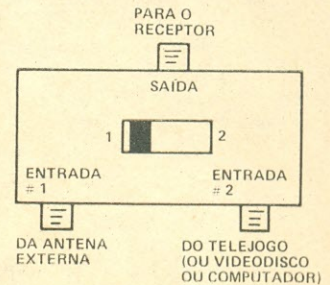 PARA O
RECEPTOR
SAÍDA
1 2
ENTRADA
# 1
ENTRADA
# 2
DA ANTENA
EXTERNA
DO TELEJOGO
(OU VIDEODISCO
OU COMPUTADOR)